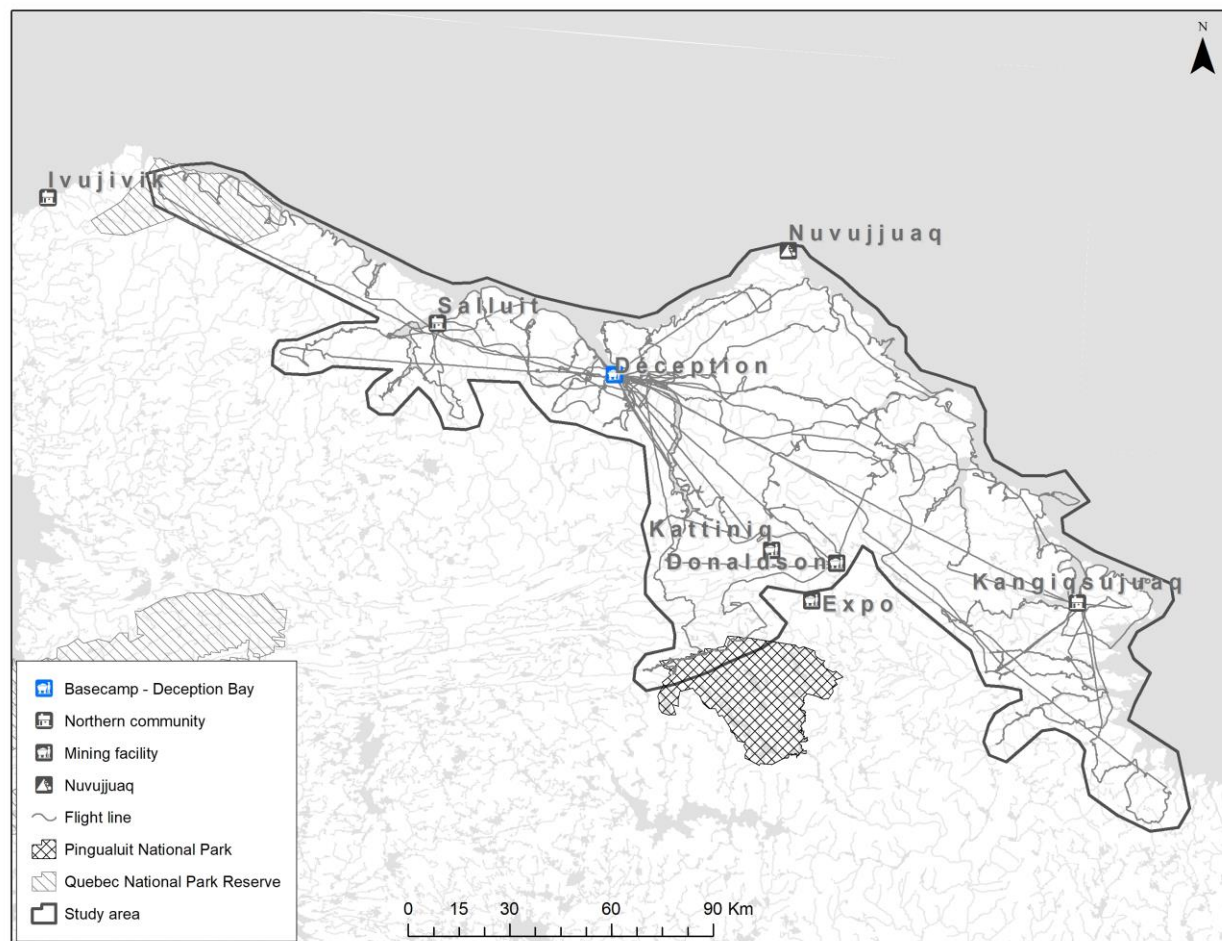 N
Ivujivik
Nuvujjuaq
Salluit
Deception
Kattiniq
Donaldson
Kangiqsujuaq
Expo
Basecamp - Deception Bay
Northern community
Mining facility
Nuvujjuaq
Flight line
Pingualuit National Park
Quebec National Park Reserve
Study area
0 15 30 60 90 Km